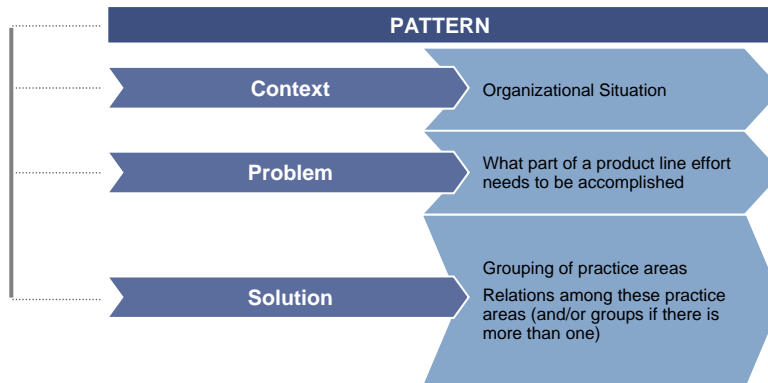 PATTERN
Context
Organizational Situation
Problem
What part of a product line effort
needs to be accomplished
Solution
Grouping of practice areas
Relations among these practice
areas (and/or groups if there is
more than one)